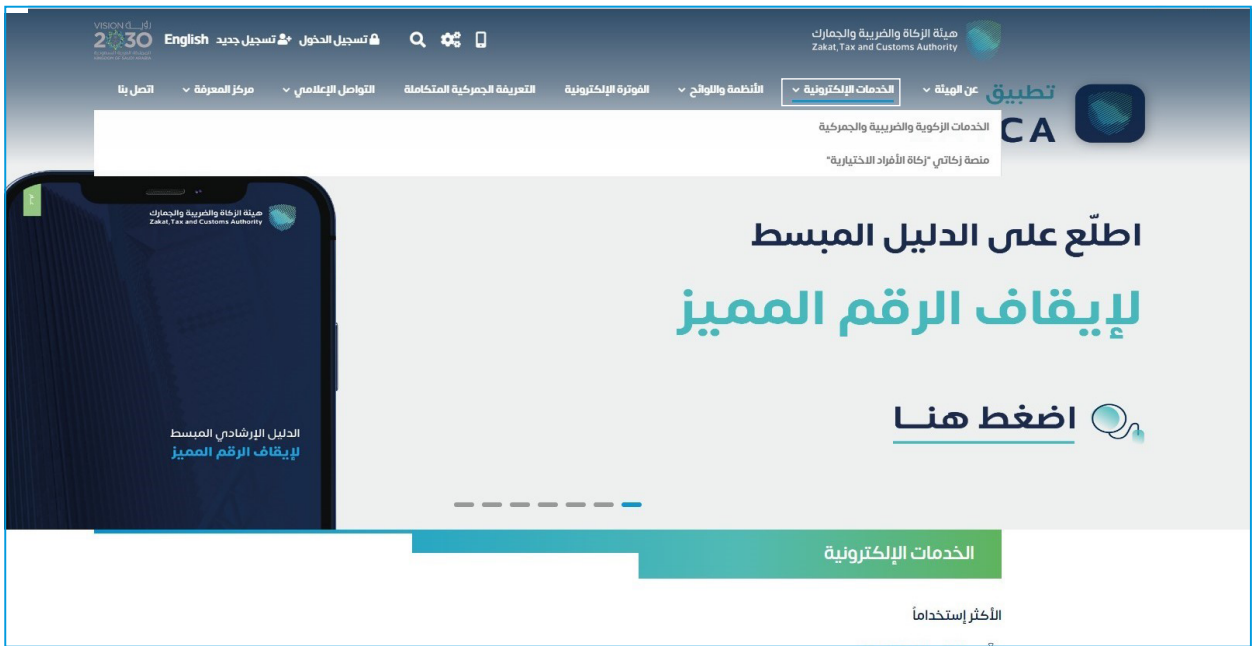 هيئة الزكاة والضريبة والجمارك
Zakat, Tax and Customs Authority
تسجيل الدخول تسجيل جديد English
VISION رؤيـــة
2030
عن الهيئة الخدمات الإلكترونية الأنظمة واللوائح الفوترة الإلكترونية التعريفة الجمركية المتكاملة التواصل الإعلامي مركز المعرفة اتصل بنا
تطبيق
CA
الخدمات الزكوية والضريبية والجمركية
منصة زكاتي "زكاة الأفراد الاختيارية"
اطلّع على الدليل المبسط
لإيقاف الرقم المميز
اضغط هنــا
هيئة الزكاة والضريبة والجمارك
Zakat, Tax and Customs Authority
الدليل الإرشادي المبسط
لإيقاف الرقم المميز
الخدمات الإلكترونية
الأكثر إستخداماً